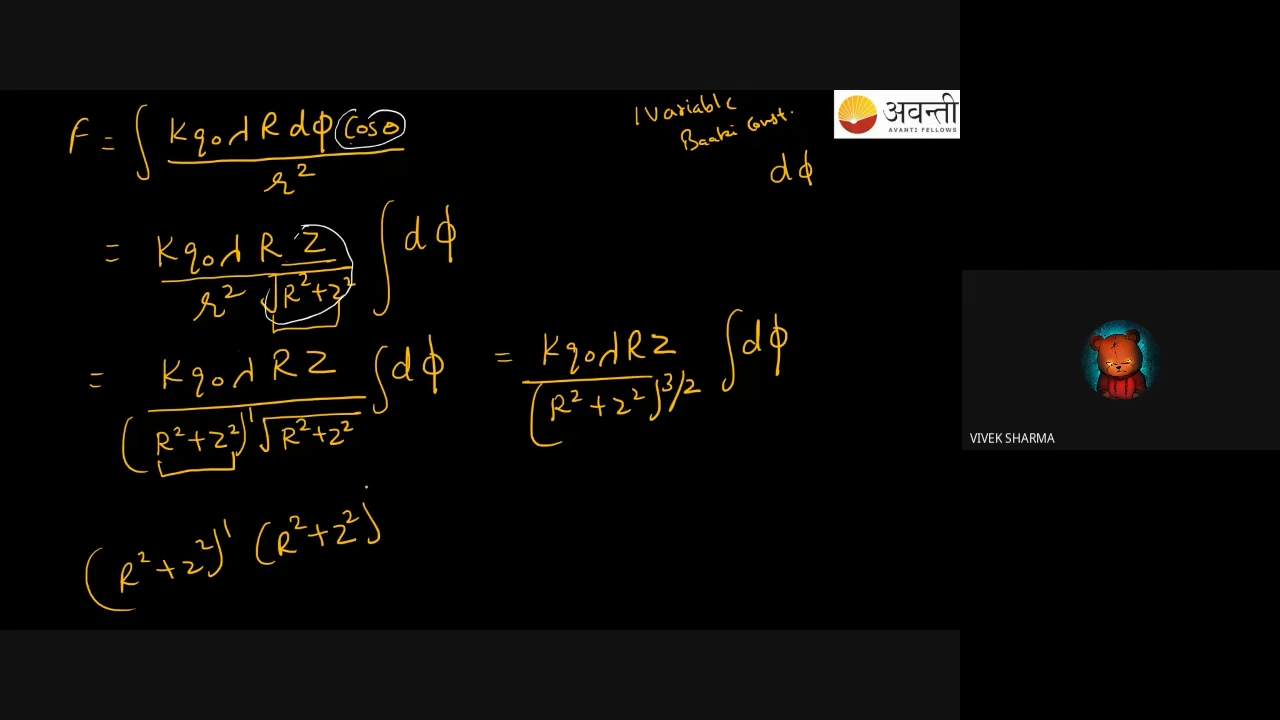 F = ∫ Kq₀λ R dϕ cosθ / r²
1 Variable
Baaki Const.
dϕ
अवन्ती
AVANTI FELLOWS
= Kq₀λ R Z / r² √R²+z² ∫ dϕ
= Kq₀λ R Z / (R²+z²)¹ √R²+z² ∫ dϕ = Kq₀λRZ / (R²+z²)^3/2 ∫ dϕ
(R²+z²)¹ (R²+z²)
VIVEK SHARMA